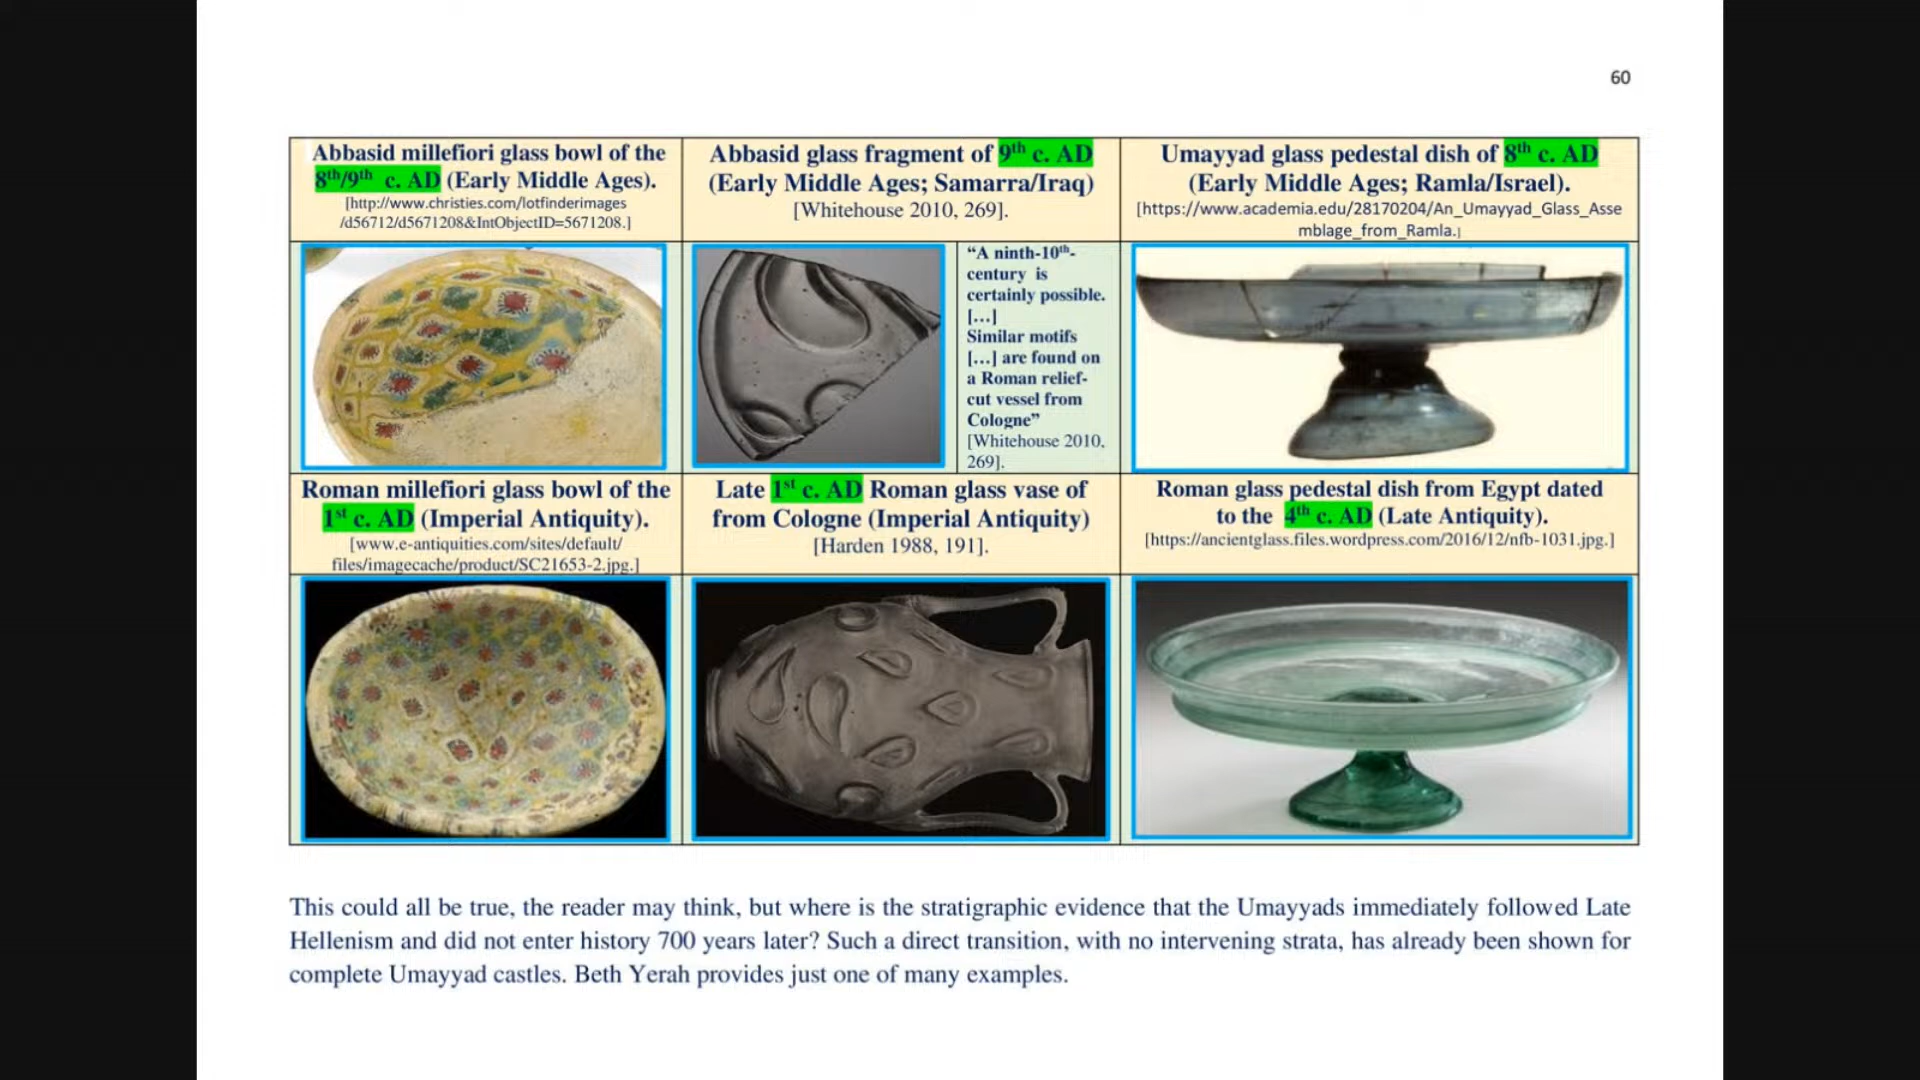 60
Abbasid millefiori glass bowl of the
8th/9th c. AD (Early Middle Ages).
[http://www.christies.com/lotfinderimages
/d56712/d5671208&IntObjectID=5671208.]
Abbasid glass fragment of 9th c. AD
(Early Middle Ages; Samarra/Iraq)
[Whitehouse 2010, 269].
Umayyad glass pedestal dish of 8th c. AD
(Early Middle Ages; Ramla/Israel).
[https://www.academia.edu/28170204/An_Umayyad_Glass_Asse
mblage_from_Ramla.]
“A ninth-10th-
century is
certainly possible.
[…]
Similar motifs
[…] are found on
a Roman relief-
cut vessel from
Cologne”
[Whitehouse 2010,
269].
Roman millefiori glass bowl of the
1st c. AD (Imperial Antiquity).
[www.e-antiquities.com/sites/default/
files/imagecache/product/SC21653-2.jpg.]
Late 1st c. AD Roman glass vase of
from Cologne (Imperial Antiquity)
[Harden 1988, 191].
Roman glass pedestal dish from Egypt dated
to the 4th c. AD (Late Antiquity).
[https://ancientglass.files.wordpress.com/2016/12/nfb-1031.jpg.]
This could all be true, the reader may think, but where is the stratigraphic evidence that the Umayyads immediately followed Late
Hellenism and did not enter history 700 years later? Such a direct transition, with no intervening strata, has already been shown for
complete Umayyad castles. Beth Yerah provides just one of many examples.